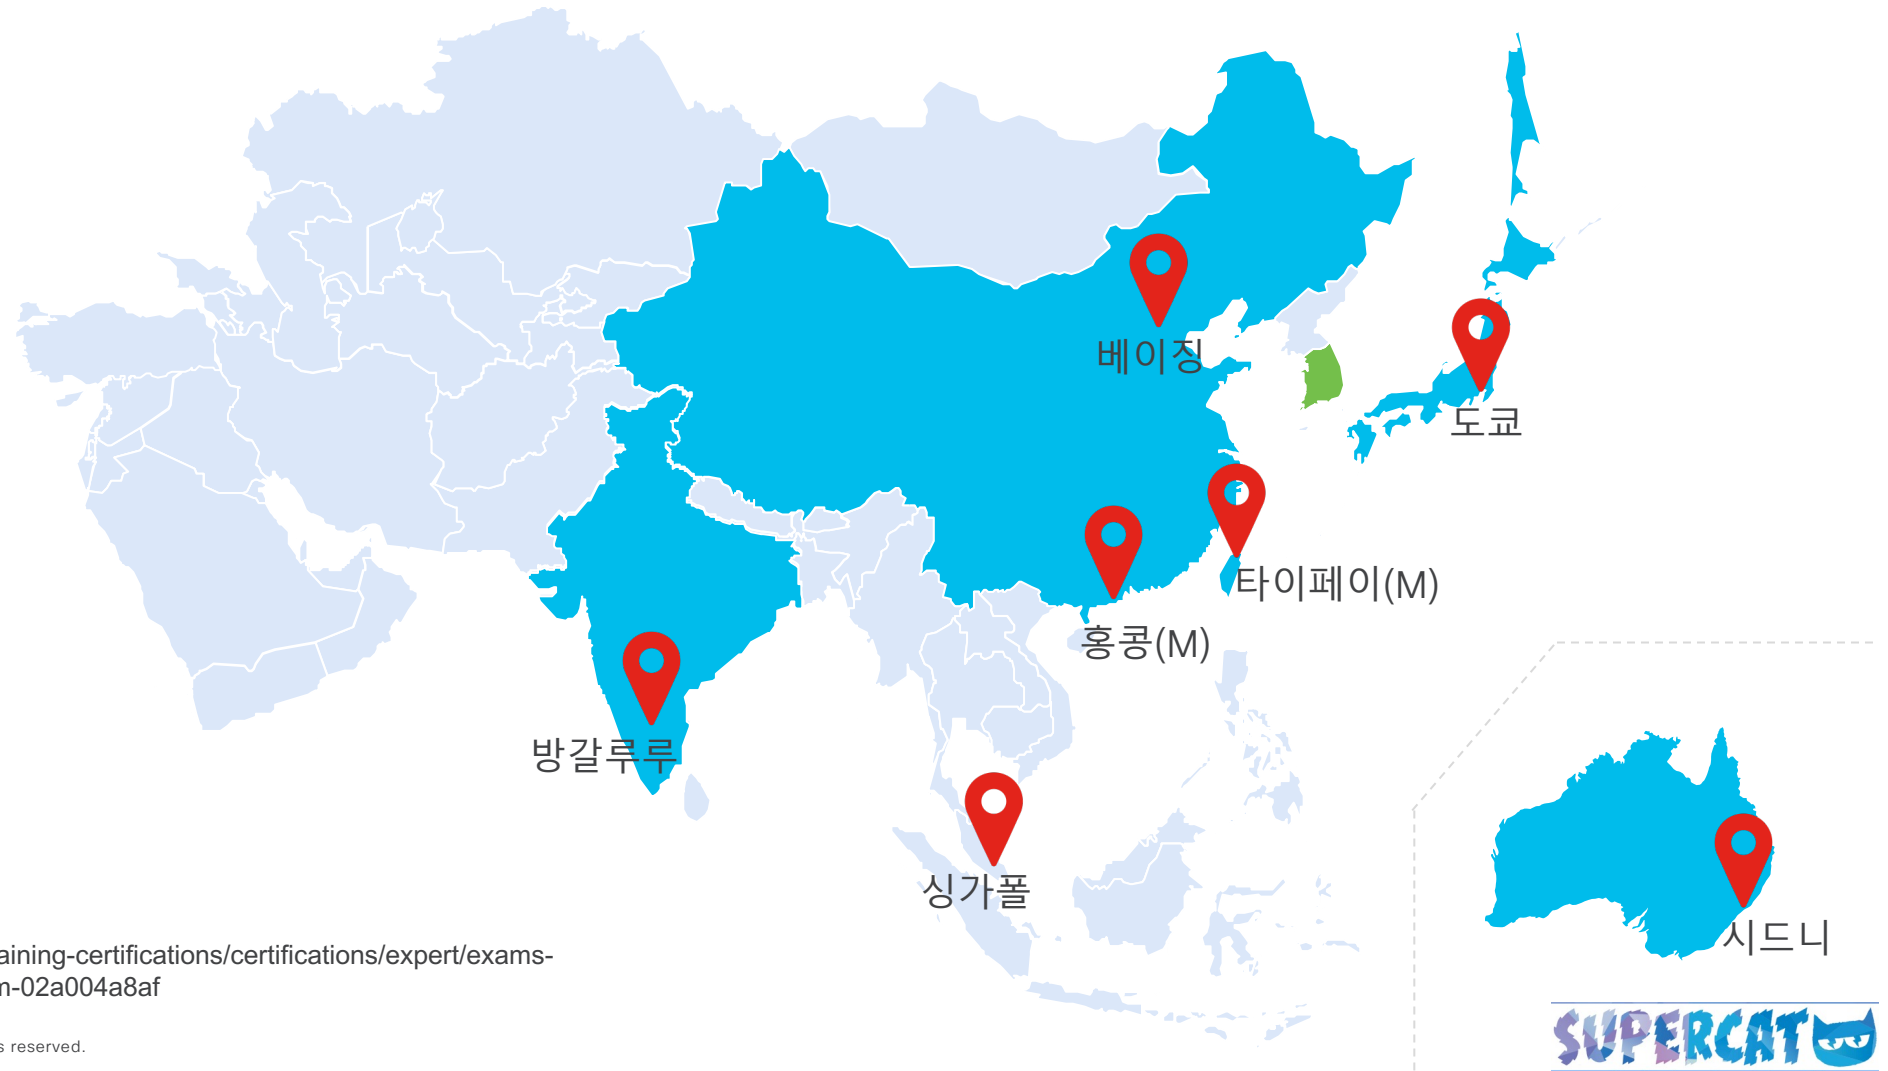 베이징
도쿄
타이페이(M)
홍콩(M)
방갈루루
싱가폴
시드니
aining-certifications/certifications/expert/exams-
n-02a004a8af
s reserved.
SUPERCAT